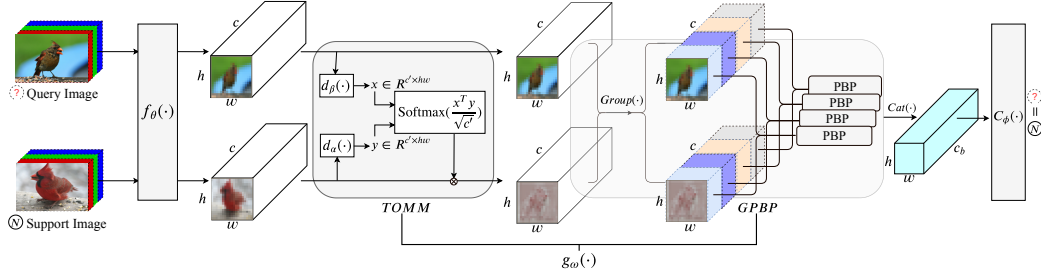 ? Query Image
N Support Image
f_θ(·)
c
h
w
c
h
w
d_β(·)
x ∈ R^{c'×hw}
Softmax(x^T y / √c')
d_α(·)
y ∈ R^{c'×hw}
⊗
TOMM
c
h
w
c
h
w
Group(·)
c
h
w
c
h
w
PBP
PBP
PBP
PBP
GPBP
g_ω(·)
Cat(·)
h
w
c_b
C_ϕ(·)
?
=
N